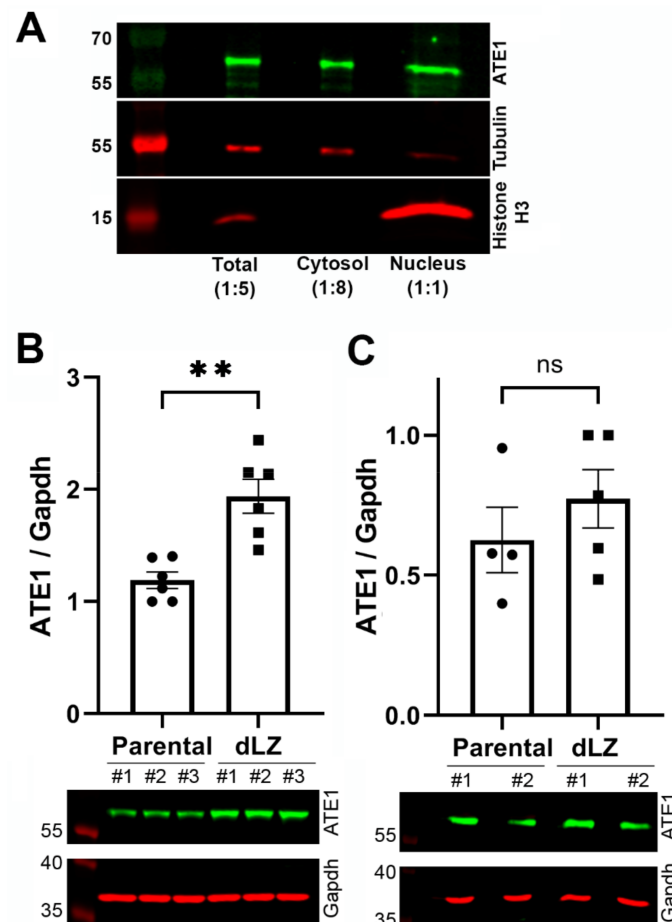 A
70
55
ATE1
55
Tubulin
15
Histone
H3
Total Cytosol Nucleus
(1:5) (1:8) (1:1)
B
**
3
2
1
0
ATE1 / Gapdh
Parental dLZ
#1 #2 #3 #1 #2 #3
55
ATE1
40
35
Gapdh
C
ns
1.0
0.5
0.0
ATE1 / Gapdh
Parental dLZ
#1 #2 #1 #2
55
ATE1
40
35
Gapdh